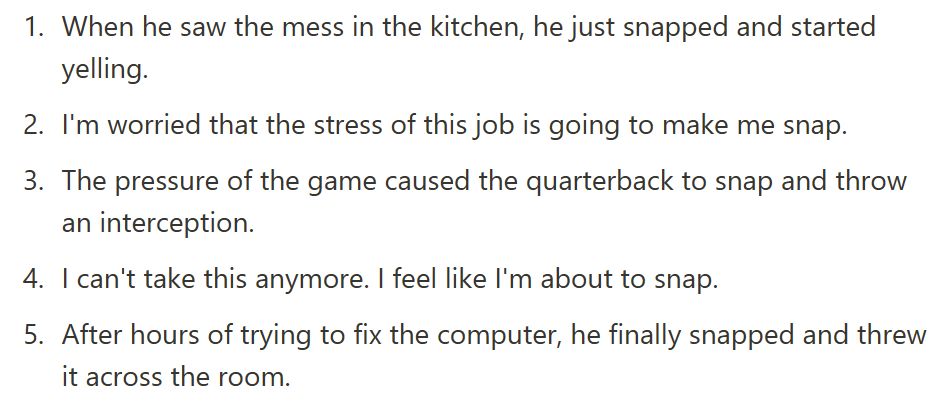 1. When he saw the mess in the kitchen, he just snapped and started
yelling.
2. I'm worried that the stress of this job is going to make me snap.
3. The pressure of the game caused the quarterback to snap and throw
an interception.
4. I can't take this anymore. I feel like I'm about to snap.
5. After hours of trying to fix the computer, he finally snapped and threw
it across the room.